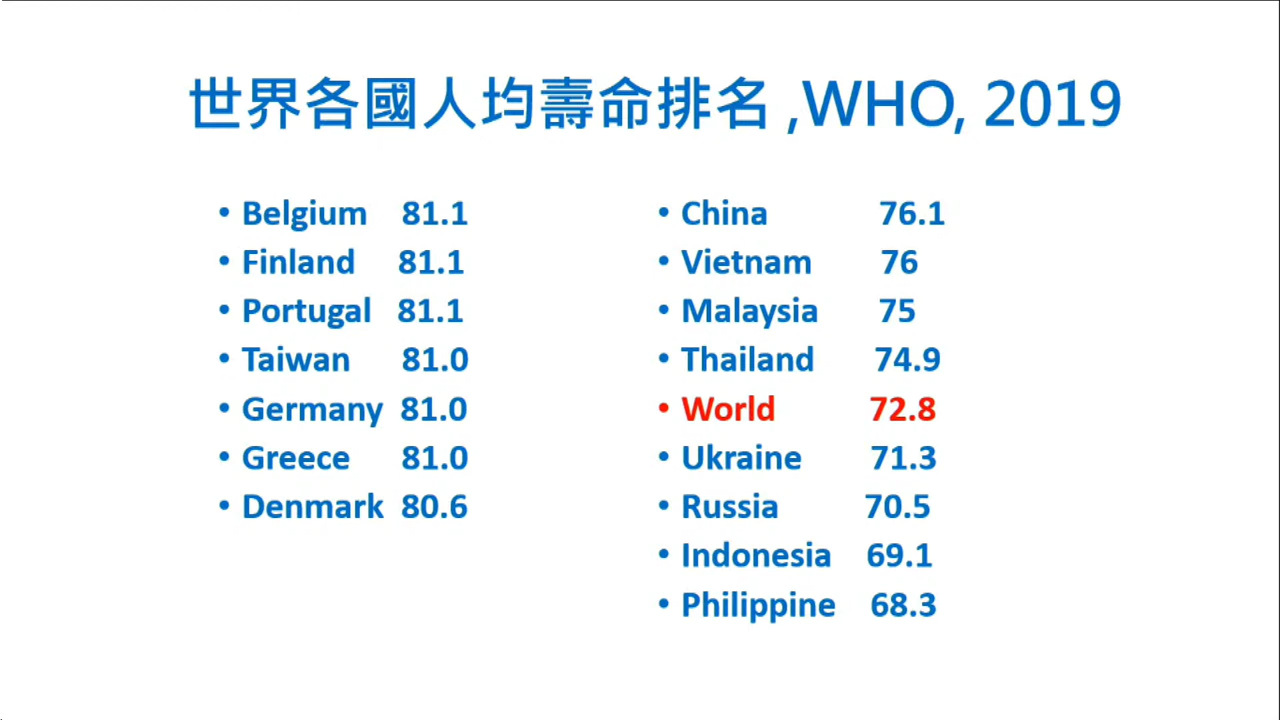 世界各國人均壽命排名 ,WHO, 2019
• Belgium 81.1
• Finland 81.1
• Portugal 81.1
• Taiwan 81.0
• Germany 81.0
• Greece 81.0
• Denmark 80.6
• China 76.1
• Vietnam 76
• Malaysia 75
• Thailand 74.9
• World 72.8
• Ukraine 71.3
• Russia 70.5
• Indonesia 69.1
• Philippine 68.3